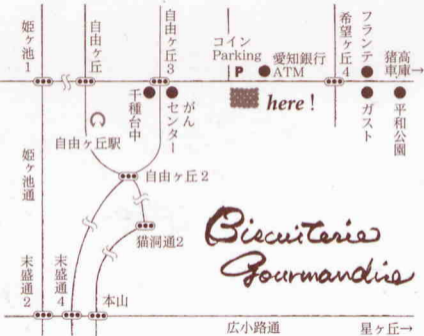 姫ヶ池1
自由ヶ丘
自由ヶ丘3
コイン
Parking
P
愛知銀行
ATM
希望ヶ丘4
フランテ
猪高車庫→
千種台中
がん
センター
here !
ガスト
平和公園
自由ヶ丘駅
姫ヶ池通
自由ヶ丘2
猫洞通2
Biscuiterie
Gourmandise
末盛通2
末盛通4
本山
広小路通
星ヶ丘→